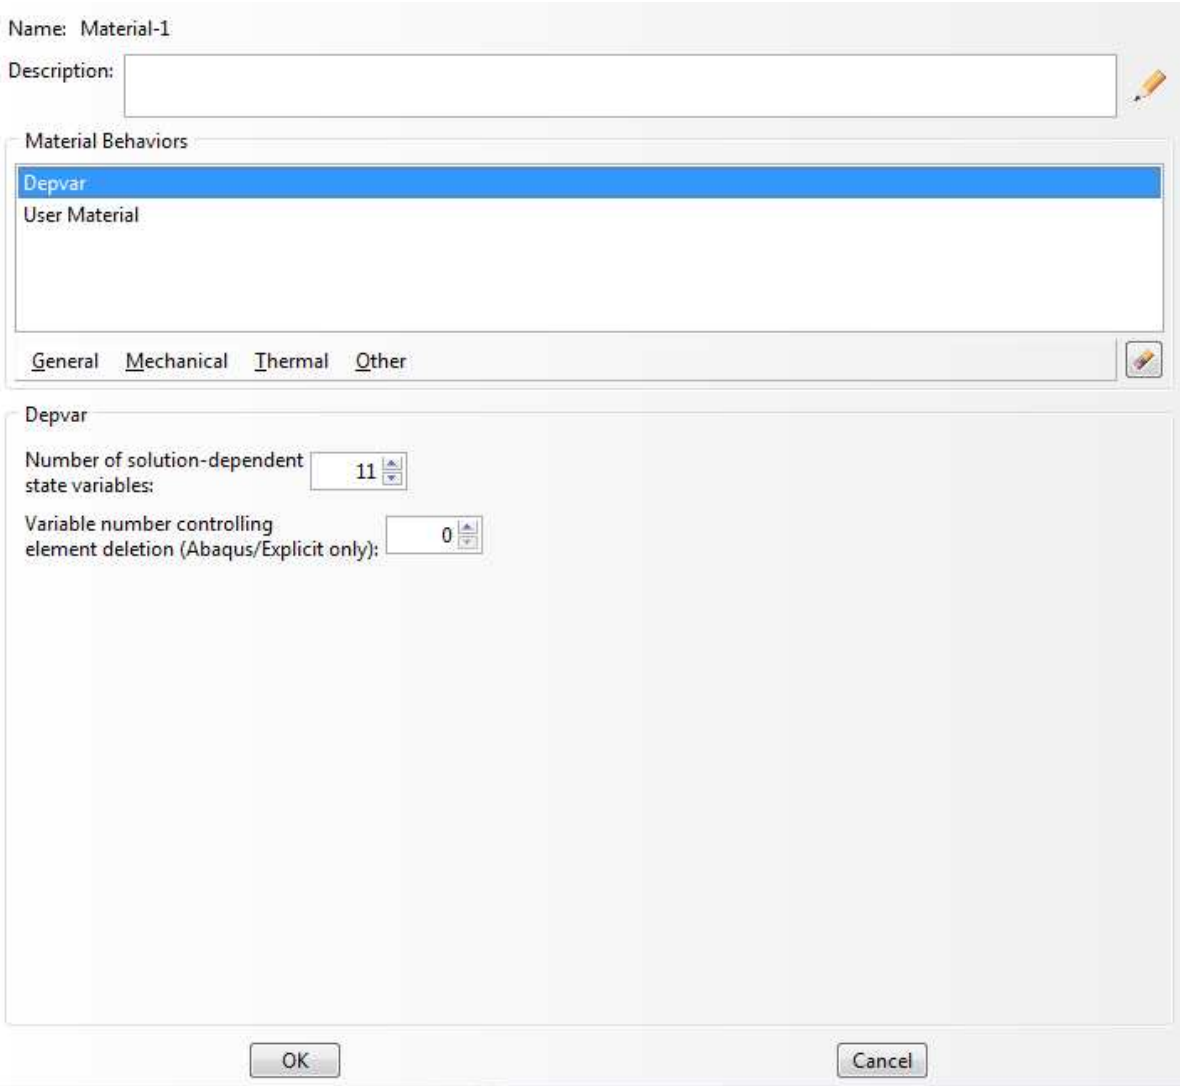 Name: Material-1
Description:
Material Behaviors
Depvar
User Material
General Mechanical Thermal Other
Depvar
Number of solution-dependent
state variables:
11
Variable number controlling
element deletion (Abaqus/Explicit only):
0
OK Cancel